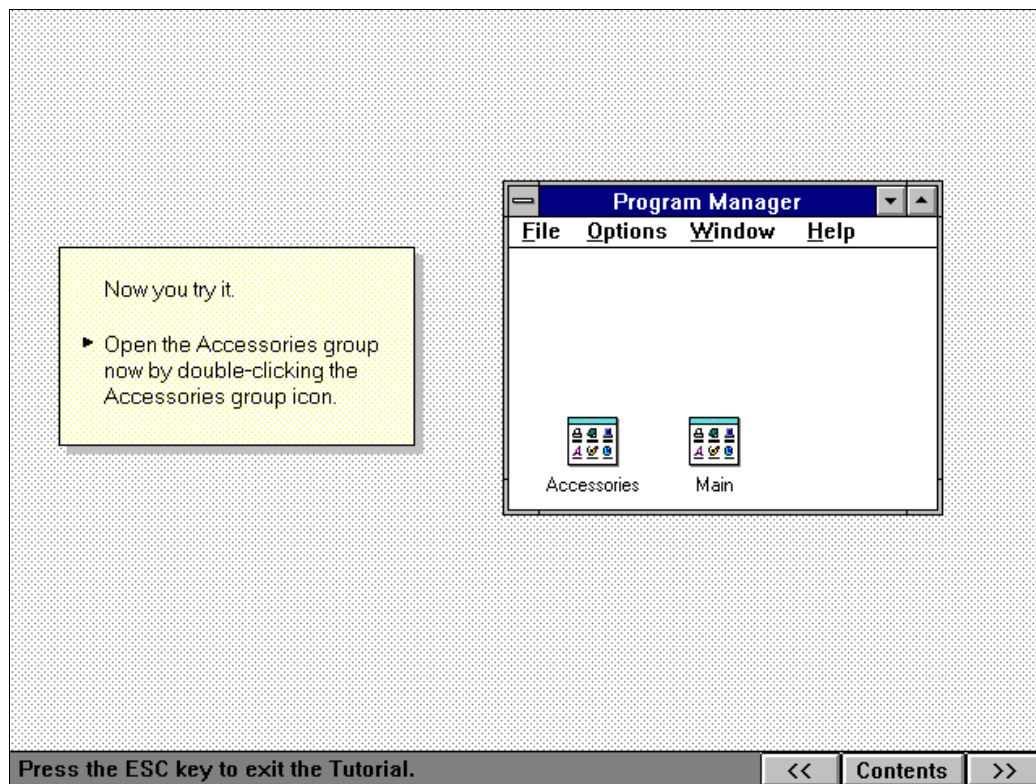 Now you try it.
Open the Accessories group
now by double-clicking the
Accessories group icon.
Program Manager
File Options Window Help
Accessories Main
Press the ESC key to exit the Tutorial. << Contents >>